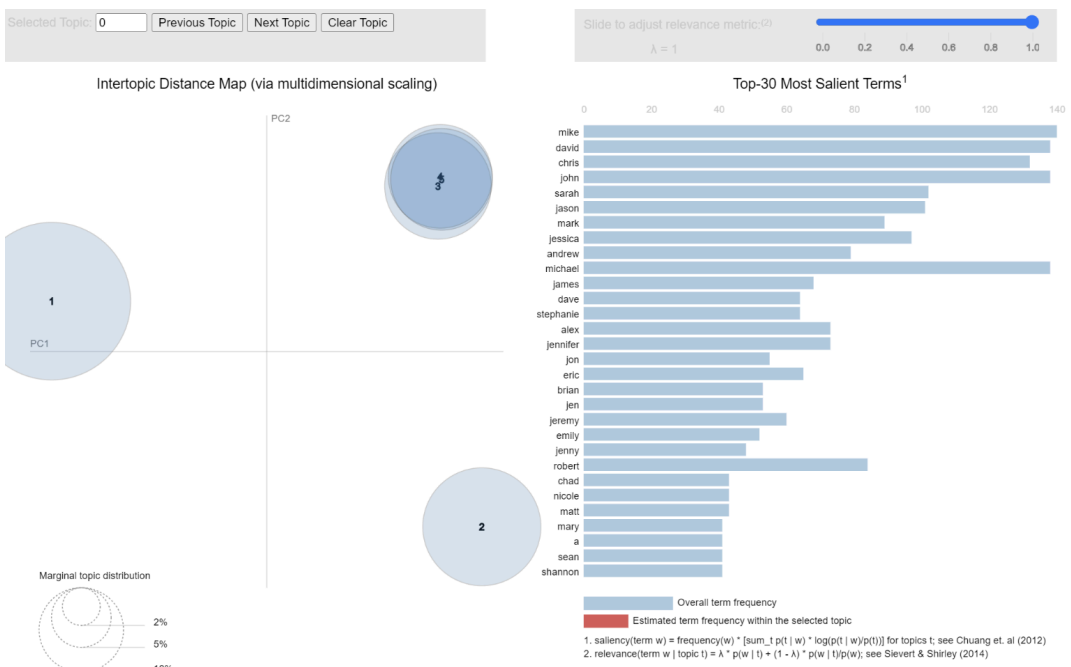 Selected Topic: 0 Previous Topic Next Topic Clear Topic
Slide to adjust relevance metric:(2)
λ = 1
0.0 0.2 0.4 0.6 0.8 1.0
Intertopic Distance Map (via multidimensional scaling)
PC2
PC1
1
4
5
3
2
Marginal topic distribution
2%
5%
10%
Top-30 Most Salient Terms1
0 20 40 60 80 100 120 140
mike
david
chris
john
sarah
jason
mark
jessica
andrew
michael
james
dave
stephanie
alex
jennifer
jon
eric
brian
jen
jeremy
emily
jenny
robert
chad
nicole
matt
mary
a
sean
shannon
Overall term frequency
Estimated term frequency within the selected topic
1. saliency(term w) = frequency(w) * [sum_t p(t | w) * log(p(t | w)/p(t))] for topics t; see Chuang et. al (2012)
2. relevance(term w | topic t) = λ * p(w | t) + (1 - λ) * p(w | t)/p(w); see Sievert & Shirley (2014)